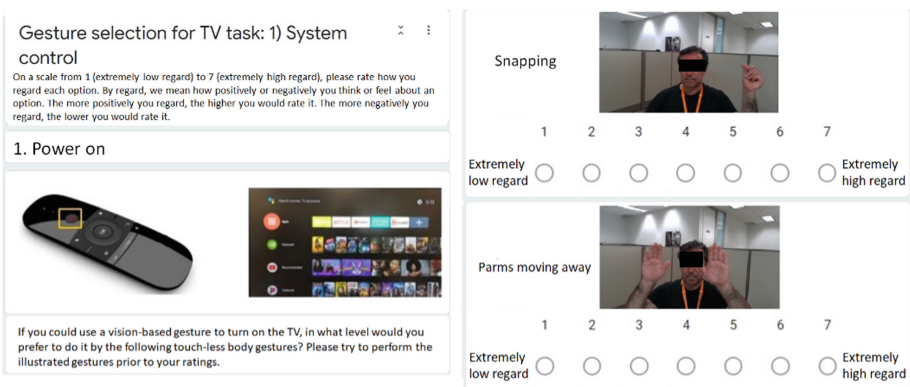 Gesture selection for TV task: 1) System
control
On a scale from 1 (extremely low regard) to 7 (extremely high regard), please rate how you
regard each option. By regard, we mean how positively or negatively you think or feel about an
option. The more positively you regard, the higher you would rate it. The more negatively you
regard, the lower you would rate it.
1. Power on
If you could use a vision-based gesture to turn on the TV, in what level would you
prefer to do it by the following touch-less body gestures? Please try to perform the
illustrated gestures prior to your ratings.
Snapping
1 2 3 4 5 6 7
Extremely
low regard
Extremely
high regard
Parms moving away
1 2 3 4 5 6 7
Extremely
low regard
Extremely
high regard